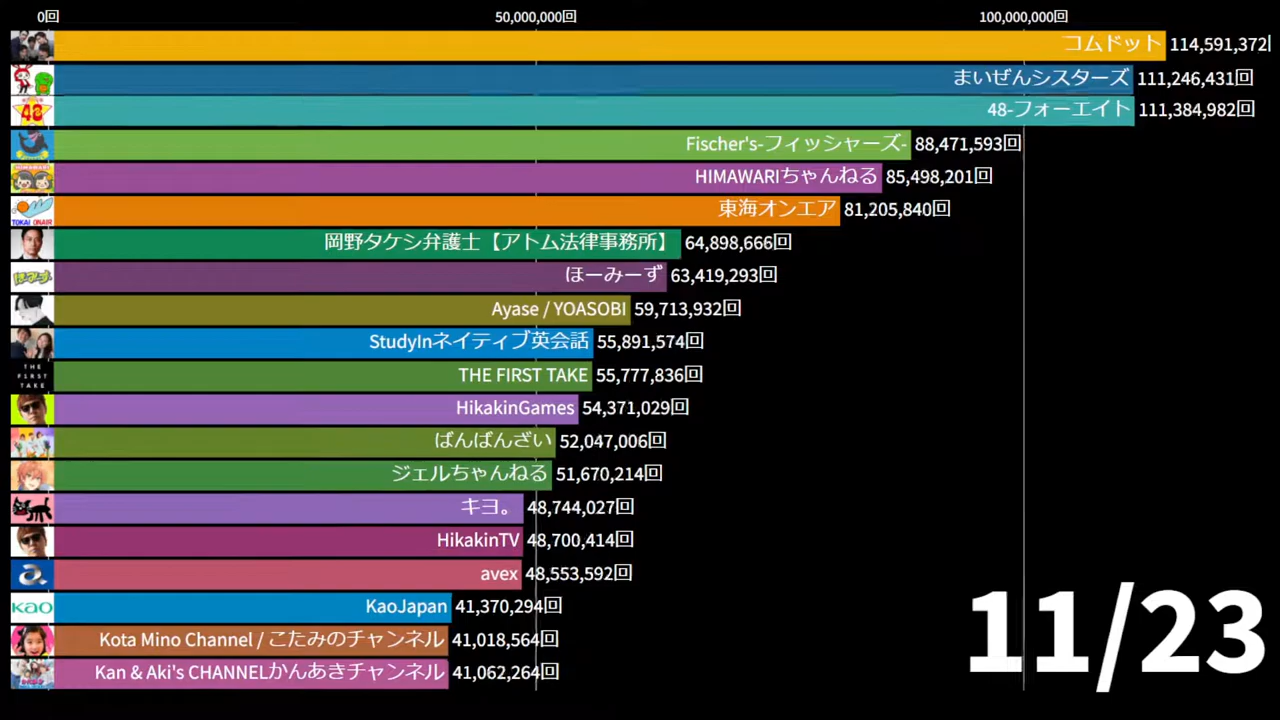 0回 50,000,000回 100,000,000回
コムドット 114,591,372
まいぜんシスターズ 111,246,431回
48 48-フォーエイト 111,384,982回
Fischer's-フィッシャーズ- 88,471,593回
HIMAWARIちゃんねる 85,498,201回
TOKAI ONAIR 東海オンエア 81,205,840回
岡野タケシ弁護士【アトム法律事務所】 64,898,666回
ほーみーず ほーみーず 63,419,293回
Ayase / YOASOBI 59,713,932回
StudyInネイティブ英会話 55,891,574回
THE FIRST TAKE THE FIRST TAKE 55,777,836回
HikakinGames 54,371,029回
ばんばんざい 52,047,006回
ジェルちゃんねる 51,670,214回
キヨ。 48,744,027回
HikakinTV 48,700,414回
a. avex 48,553,592回
KAO KaoJapan 41,370,294回
Kota Mino Channel / こたみのチャンネル 41,018,564回
Kan & Aki's CHANNELかんあきチャンネル 41,062,264回
11/23